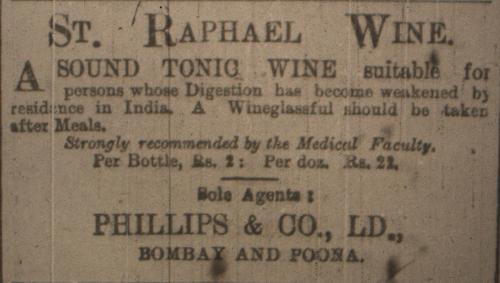 ST. RAPHAEL WINE.
A SOUND TONIC WINE suitable for
persons whose Digestion has become weakened by
residence in India. A Wineglassful should be taken
after Meals.
Strongly recommended by the Medical Faculty.
Per Bottle, Rs. 2: Per doz. Rs. 22.
Sole Agents:
PHILLIPS & CO., LD.,
BOMBAY AND POONA.